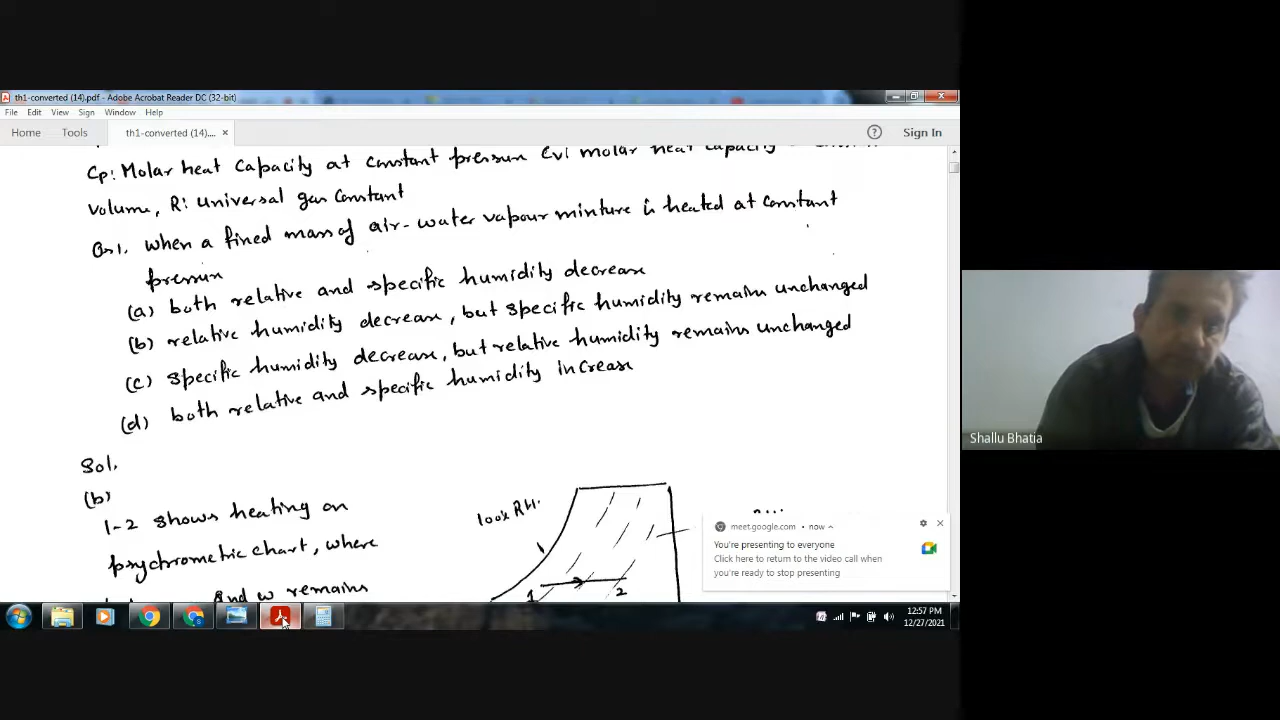 th1-converted (14).pdf - Adobe Acrobat Reader DC (32-bit)
File Edit View Sign Window Help
Home Tools th1-converted (14).... × Sign In
Cp: Molar heat capacity at constant pressun Cv: molar heat capacity
volume, R: universal gas constant
Qs1. when a fined mass of air-water vapour minture is heated at constant
pressun
(a) both relative and specific humidity decrease
(b) relative humidity decrease, but specific humidity remain unchanged
(c) specific humidity decrease, but relative humidity remains unchanged
(d) both relative and specific humidity increase
Sol.
(b)
1-2 shows heating on
psychrometric chart, where
and w remains
100% RH.
1 2
meet.google.com • now
You're presenting to everyone
Click here to return to the video call when
you're ready to stop presenting
12:57 PM
12/27/2021
Shallu Bhatia